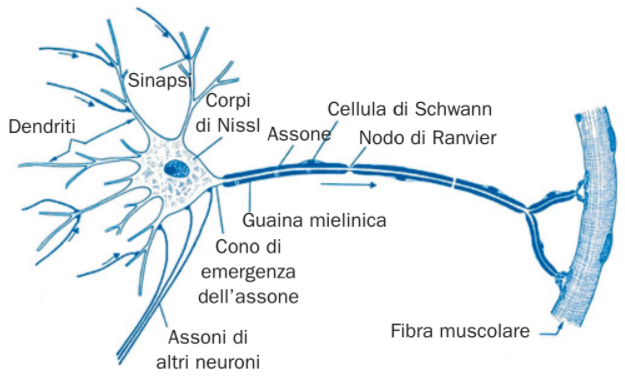 Sinapsi
Corpi
di Nissl
Dendriti
Cellula di Schwann
Assone
Nodo di Ranvier
Guaina mielinica
Cono di
emergenza
dell'assone
Fibra muscolare
Assoni di
altri neuroni